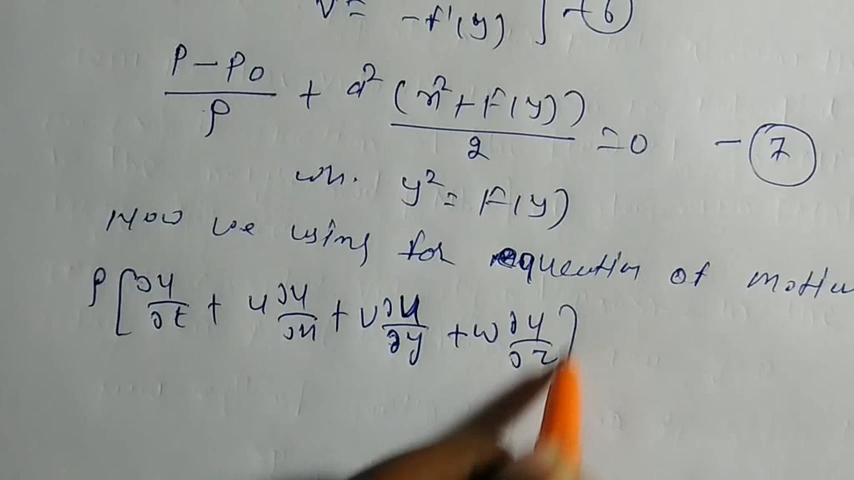 V = -f'(y) ] - (6)
P - P₀ / ρ + a² (x² + F(y)) / 2 = 0 - (7)
wh. y² = F(y)
Now we using for equation of motion
ρ [ ∂u/∂t + u ∂u/∂x + v ∂u/∂y + w ∂u/∂z ]